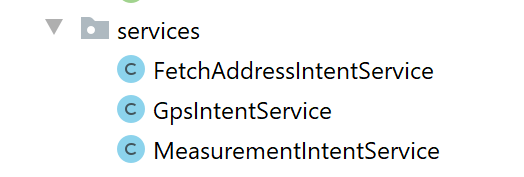 services
C FetchAddressIntentService
C GpsIntentService
C MeasurementIntentService